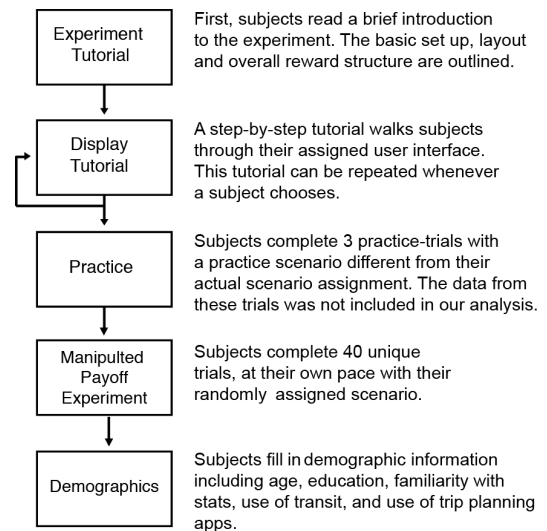 Experiment
Tutorial
First, subjects read a brief introduction
to the experiment. The basic set up, layout
and overall reward structure are outlined.
Display
Tutorial
A step-by-step tutorial walks subjects
through their assigned user interface.
This tutorial can be repeated whenever
a subject chooses.
Practice
Subjects complete 3 practice-trials with
a practice scenario different from their
actual scenario assignment. The data from
these trials was not included in our analysis.
Manipulted
Payoff
Experiment
Subjects complete 40 unique
trials, at their own pace with their
randomly assigned scenario.
Demographics
Subjects fill in demographic information
including age, education, familiarity with
stats, use of transit, and use of trip planning
apps.